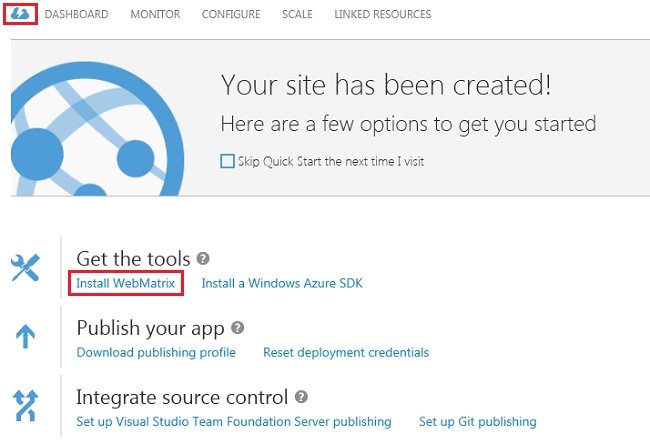 DASHBOARD MONITOR CONFIGURE SCALE LINKED RESOURCES
Your site has been created!
Here are a few options to get you started
Skip Quick Start the next time I visit
Get the tools ?
Install WebMatrix Install a Windows Azure SDK
Publish your app ?
Download publishing profile Reset deployment credentials
Integrate source control ?
Set up Visual Studio Team Foundation Server publishing Set up Git publishing